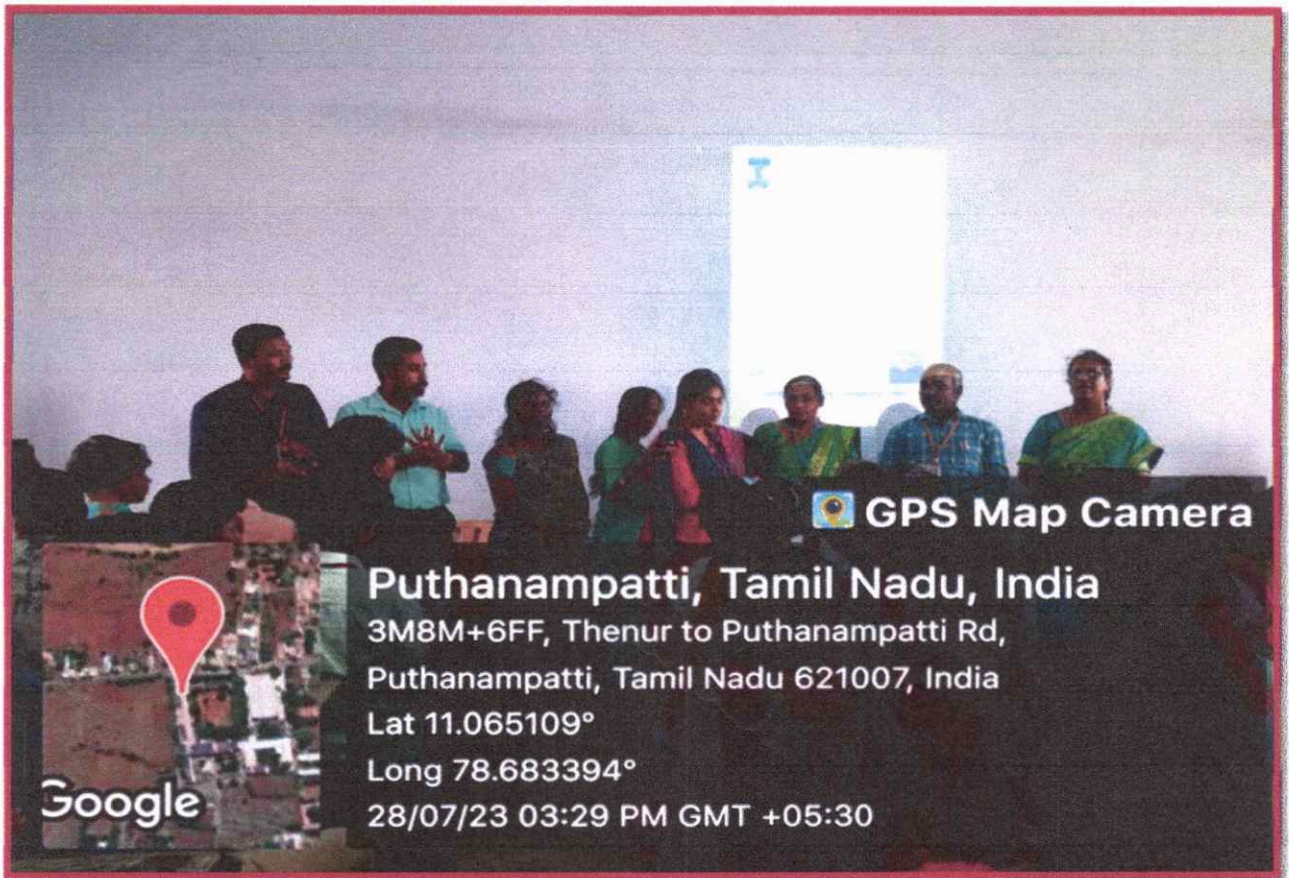 GPS Map Camera
Puthanampatti, Tamil Nadu, India
3M8M+6FF, Thenur to Puthanampatti Rd,
Puthanampatti, Tamil Nadu 621007, India
Lat 11.065109°
Long 78.683394°
28/07/23 03:29 PM GMT +05:30
Google